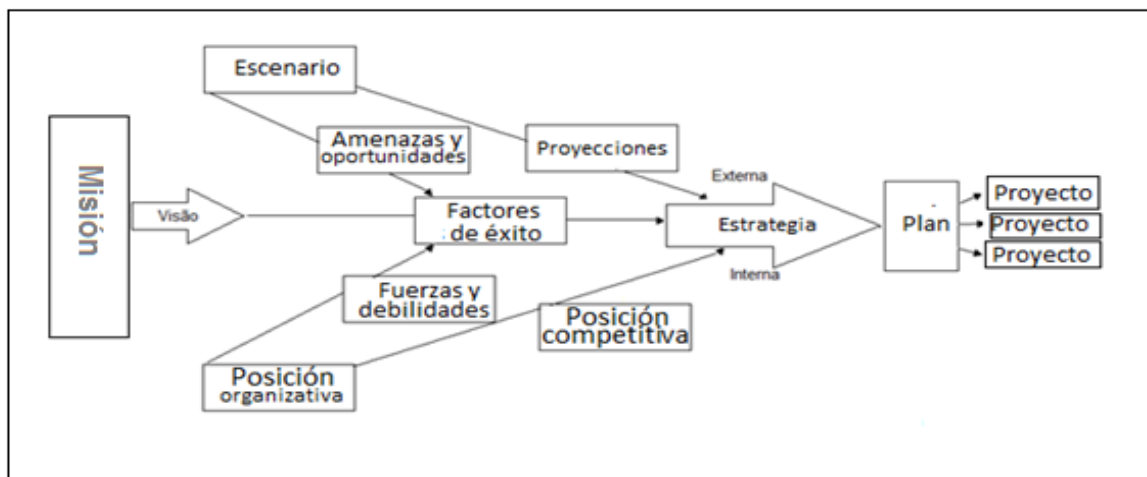 Escenario
Amenazas y
oportunidades
Proyecciones
Misión
Visão
Externa
Factores
de éxito
Estrategia
Interna
Plan
Proyecto
Proyecto
Proyecto
Fuerzas y
debilidades
Posición
competitiva
Posición
organizativa